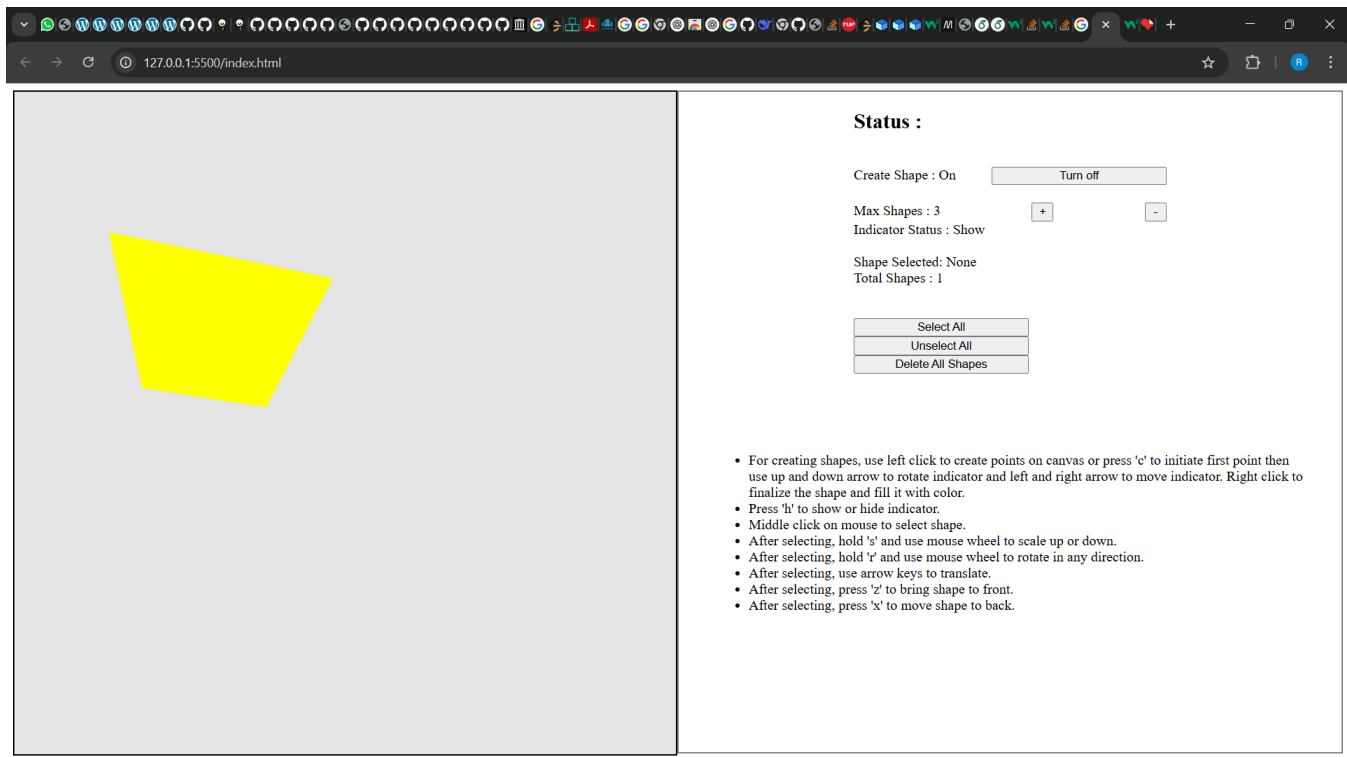 127.0.0.1:5500/index.html
R
Status :
Create Shape : On
Turn off
Max Shapes : 3
+
-
Indicator Status : Show
Shape Selected: None
Total Shapes : 1
Select All
Unselect All
Delete All Shapes
• For creating shapes, use left click to create points on canvas or press 'c' to initiate first point then
use up and down arrow to rotate indicator and left and right arrow to move indicator. Right click to
finalize the shape and fill it with color.
• Press 'h' to show or hide indicator.
• Middle click on mouse to select shape.
• After selecting, hold 's' and use mouse wheel to scale up or down.
• After selecting, hold 'r' and use mouse wheel to rotate in any direction.
• After selecting, use arrow keys to translate.
• After selecting, press 'z' to bring shape to front.
• After selecting, press 'x' to move shape to back.